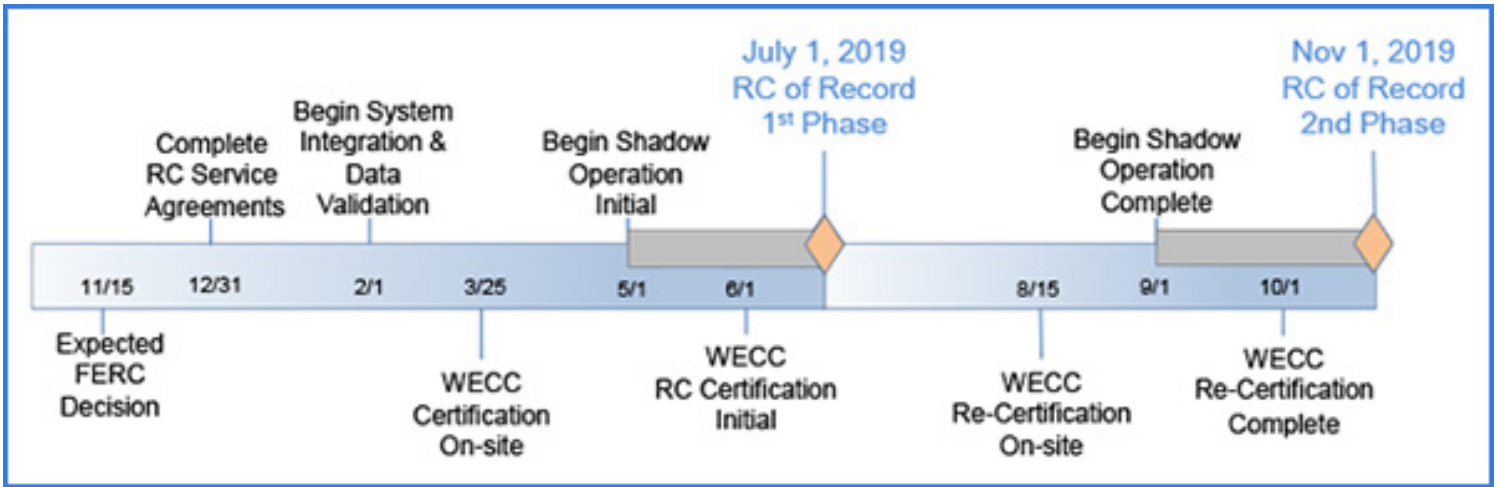 July 1, 2019
RC of Record
1st Phase
Nov 1, 2019
RC of Record
2nd Phase
Complete
RC Service
Agreements
Begin System
Integration &
Data
Validation
Begin Shadow
Operation
Initial
Begin Shadow
Operation
Complete
11/15
12/31
2/1
3/25
5/1
6/1
8/15
9/1
10/1
Expected
FERC
Decision
WECC
Certification
On-site
WECC
RC Certification
Initial
WECC
Re-Certification
On-site
WECC
Re-Certification
Complete